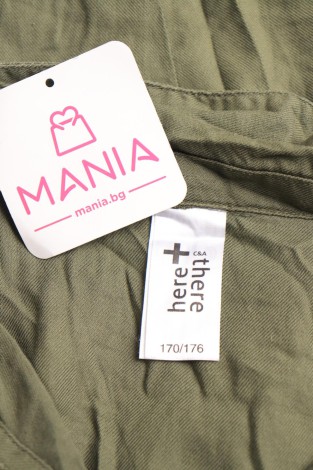 MANIA
mania.bg
here+there
C&A
170/176